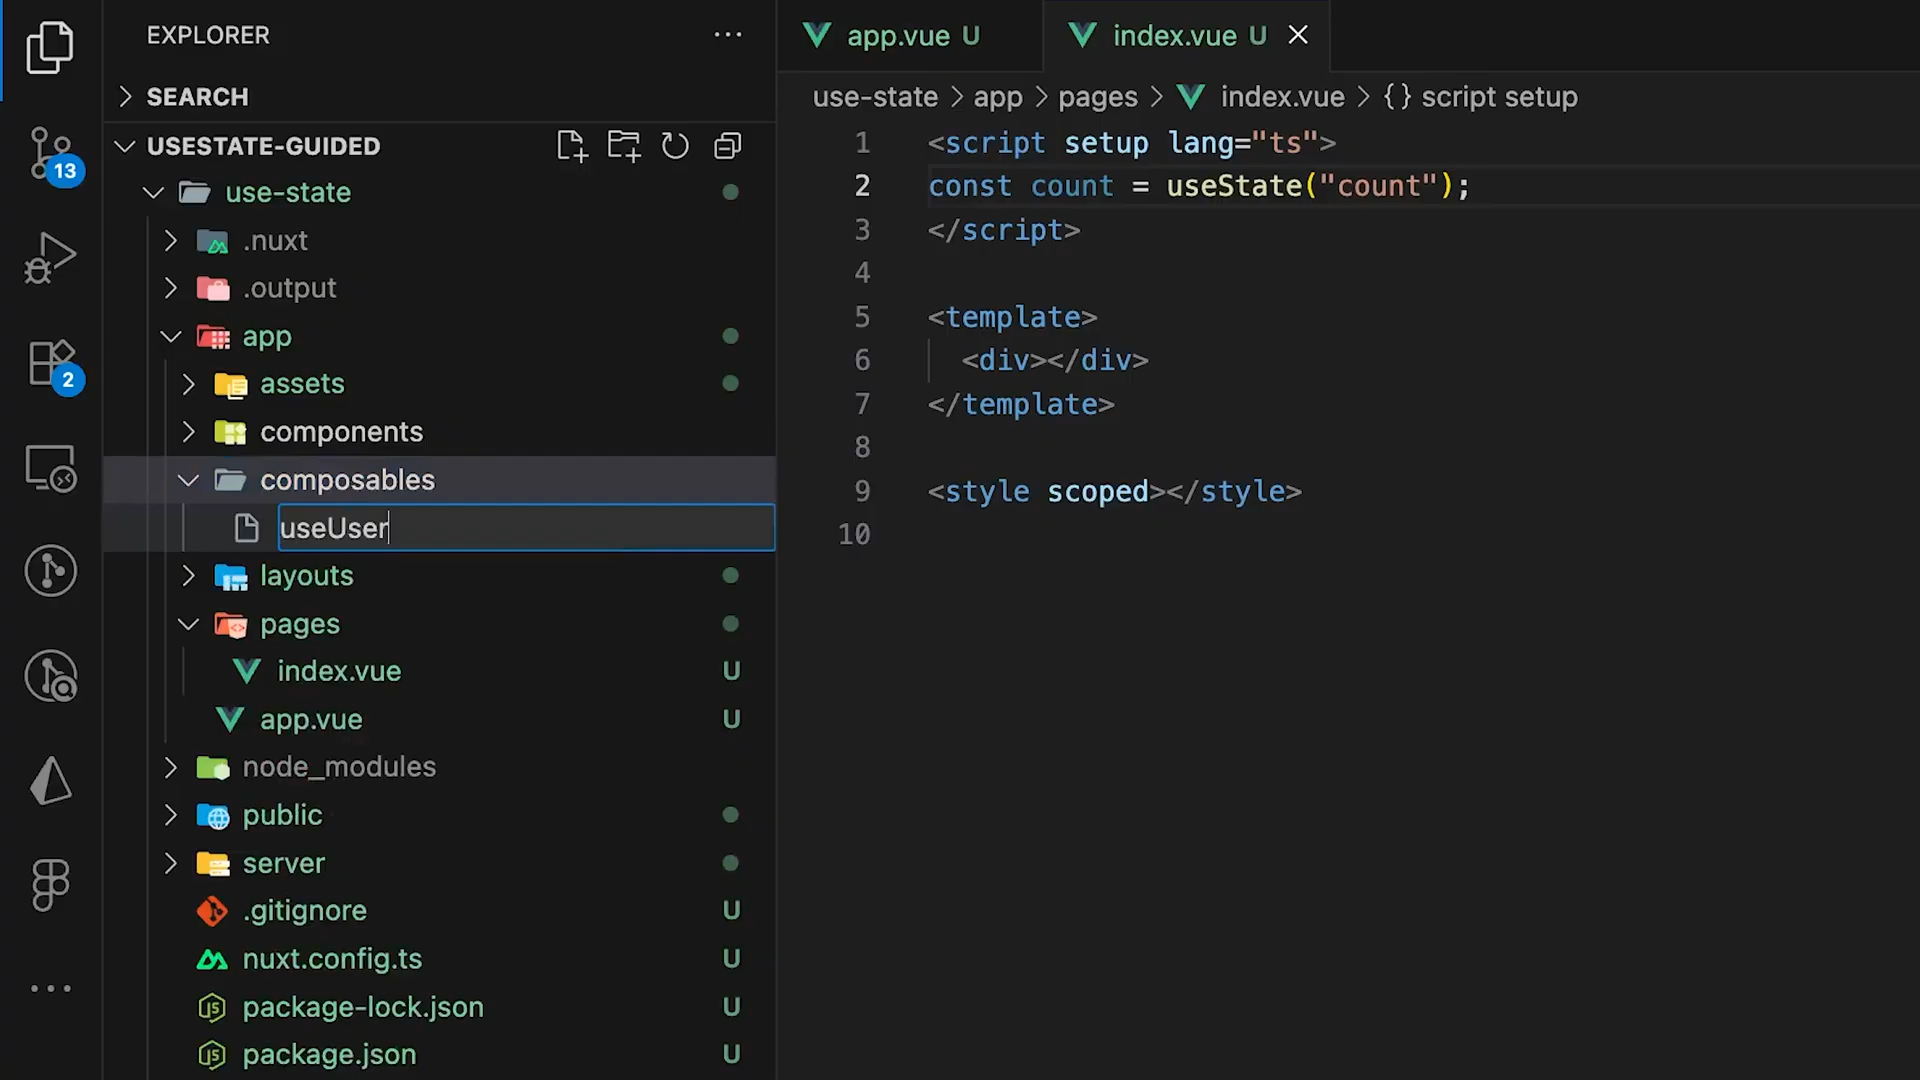 EXPLORER
SEARCH
USESTATE-GUIDED
use-state
.nuxt
.output
app
assets
components
composables
useUser
layouts
pages
index.vue U
app.vue U
node_modules
public
server
.gitignore U
nuxt.config.ts U
package-lock.json U
package.json U
13
2
app.vue U
index.vue U
use-state > app > pages > index.vue > {} script setup
1 <script setup lang="ts">
2 const count = useState("count");
3 </script>
4
5 <template>
6 <div></div>
7 </template>
8
9 <style scoped></style>
10